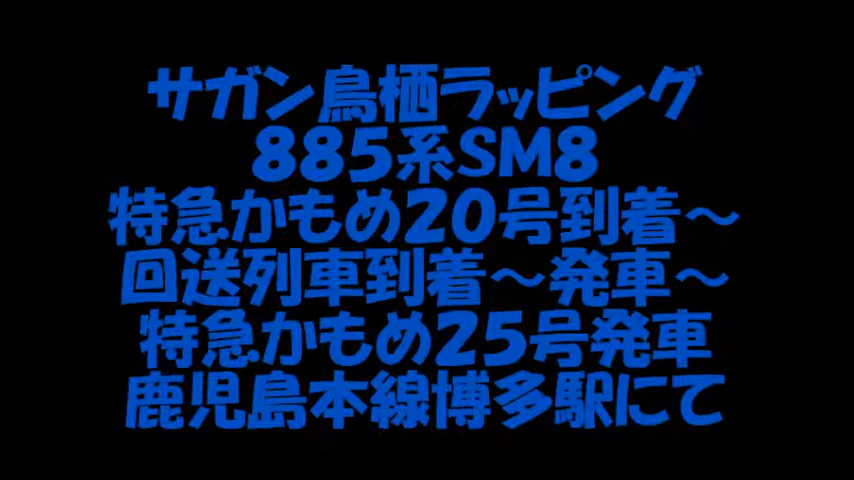 サガン鳥栖ラッピング
885系SM8
特急かもめ20号到着～
回送列車到着～発車～
特急かもめ25号発車
鹿児島本線博多駅にて